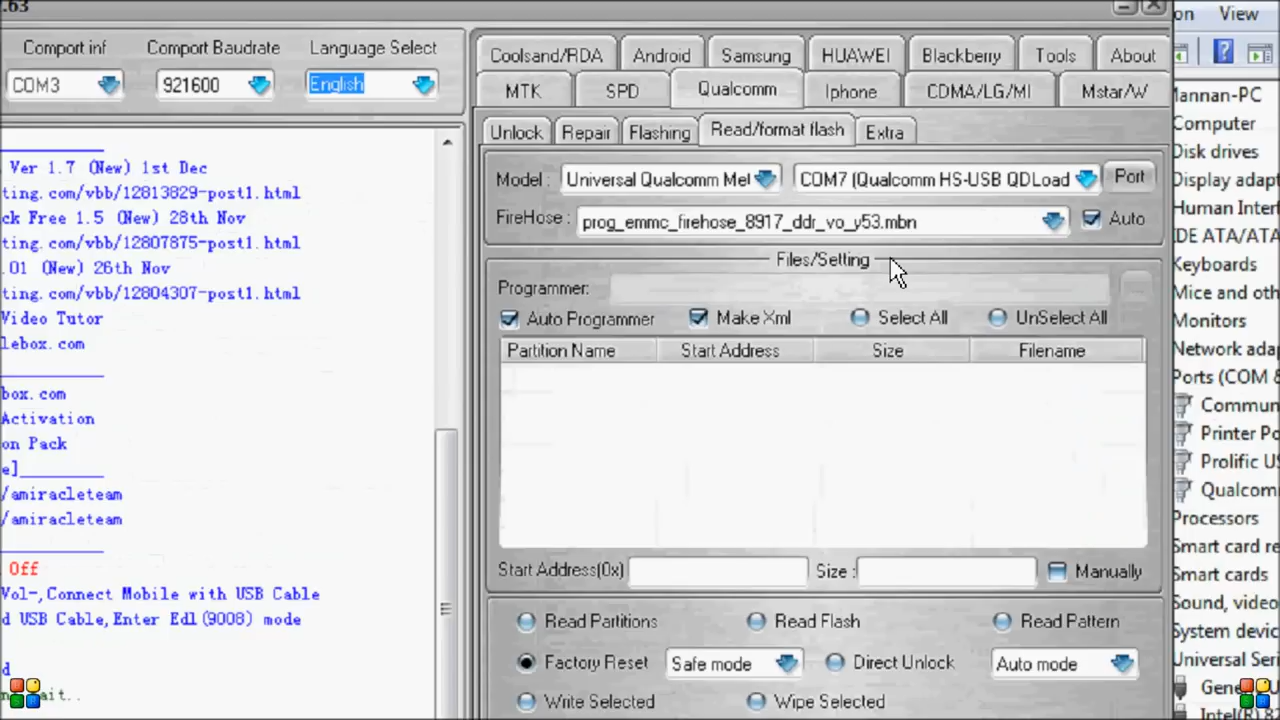 .63
Comport inf
Comport Baudrate
Language Select
COM3
921600
English
Ver 1.7 (New) 1st Dec
ting.com/vbb/12813829-post1.html
ck Free 1.5 (New) 28th Nov
ting.com/vbb/12807875-post1.html
.01 (New) 26th Nov
ting.com/vbb/12804307-post1.html
Video Tutor
lebox.com
box.com
Activation
on Pack
e]
/amiracleteam
/amiracleteam
Off
Vol-,Connect Mobile with USB Cable
d USB Cable,Enter Edl(9008) mode
d
ait..
Coolsand/RDA
Android
Samsung
HUAWEI
Blackberry
Tools
About
MTK
SPD
Qualcomm
Iphone
CDMA/LG/MI
Mstar/W
Unlock
Repair
Flashing
Read/format flash
Extra
Model :
Universal Qualcomm Met
COM7 (Qualcomm HS-USB QDLoad
Port
FireHose :
prog_emmc_firehose_8917_ddr_vo_y53.mbn
Auto
Files/Setting
Programmer:
Auto Programmer
Make Xml
Select All
UnSelect All
Partition Name
Start Address
Size
Filename
Start Address(0x)
Size :
Manually
Read Partitions
Read Flash
Read Pattern
Factory Reset
Safe mode
Direct Unlock
Auto mode
Write Selected
Wipe Selected
on
View
Mannan-PC
Computer
Disk drives
Display adapt
Human Inter
IDE ATA/ATA
Keyboards
Mice and oth
Monitors
Network adap
Ports (COM &
Commun
Printer Po
Prolific US
Qualcomm
Processors
Smart card re
Smart cards
Sound, video
System devic
Universal Seri
Gene
U
Intel(R) 82